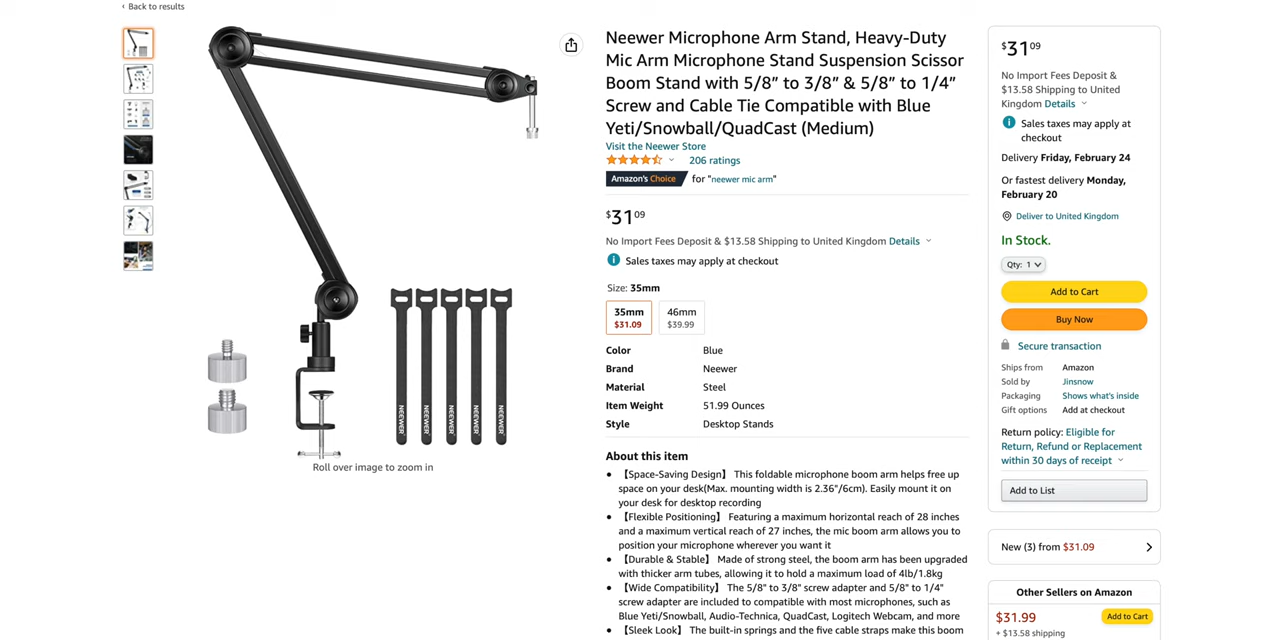 ‹ Back to results
NEEWER NEEWER NEEWER NEEWER NEEWER
Roll over image to zoom in
Neewer Microphone Arm Stand, Heavy-Duty
Mic Arm Microphone Stand Suspension Scissor
Boom Stand with 5/8” to 3/8” & 5/8” to 1/4”
Screw and Cable Tie Compatible with Blue
Yeti/Snowball/QuadCast (Medium)
Visit the Neewer Store
206 ratings
Amazon's Choice for "neewer mic arm"
$31.09
No Import Fees Deposit & $13.58 Shipping to United Kingdom Details
Sales taxes may apply at checkout
Size: 35mm
35mm 46mm
$31.09 $39.99
Color Blue
Brand Neewer
Material Steel
Item Weight 51.99 Ounces
Style Desktop Stands
About this item
• 【Space-Saving Design】 This foldable microphone boom arm helps free up
space on your desk(Max. mounting width is 2.36"/6cm). Easily mount it on
your desk for desktop recording
• 【Flexible Positioning】 Featuring a maximum horizontal reach of 28 inches
and a maximum vertical reach of 27 inches, the mic boom arm allows you to
position your microphone wherever you want it
• 【Durable & Stable】 Made of strong steel, the boom arm has been upgraded
with thicker arm tubes, allowing it to hold a maximum load of 4lb/1.8kg
• 【Wide Compatibility】 The 5/8" to 3/8" screw adapter and 5/8" to 1/4"
screw adapter are included to compatible with most microphones, such as
Blue Yeti/Snowball, Audio-Technica, QuadCast, Logitech Webcam, and more
• 【Sleek Look】 The built-in springs and the five cable straps make this boom
$31.09
No Import Fees Deposit &
$13.58 Shipping to United
Kingdom Details
Sales taxes may apply at
checkout
Delivery Friday, February 24
Or fastest delivery Monday,
February 20
Deliver to United Kingdom
In Stock.
Qty: 1
Add to Cart
Buy Now
Secure transaction
Ships from Amazon
Sold by Jinsnow
Packaging Shows what's inside
Gift options Add at checkout
Return policy: Eligible for
Return, Refund or Replacement
within 30 days of receipt
Add to List
New (3) from $31.09
Other Sellers on Amazon
$31.99 Add to Cart
+ $13.58 shipping